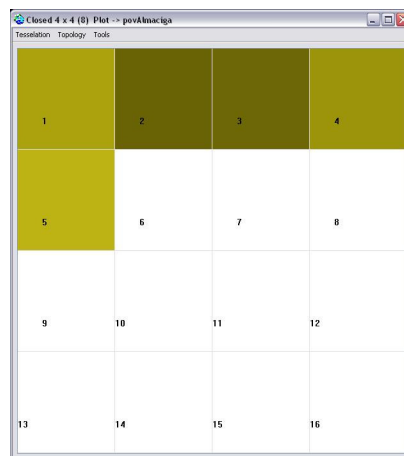 Closed 4 x 4 (8) Plot -> povAlmaciga
Tesselation Topology Tools
1 2 3 4
5 6 7 8
9 10 11 12
13 14 15 16